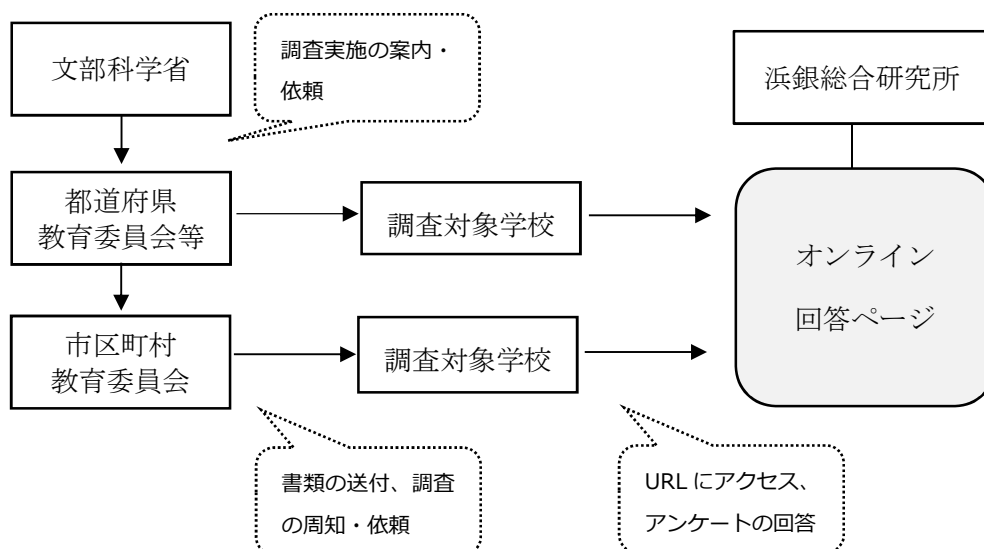 文部科学省
調査実施の案内・
依頼
浜銀総合研究所
都道府県
教育委員会等
調査対象学校
オンライン
回答ページ
市区町村
教育委員会
調査対象学校
書類の送付、調査
の周知・依頼
URL にアクセス、
アンケートの回答